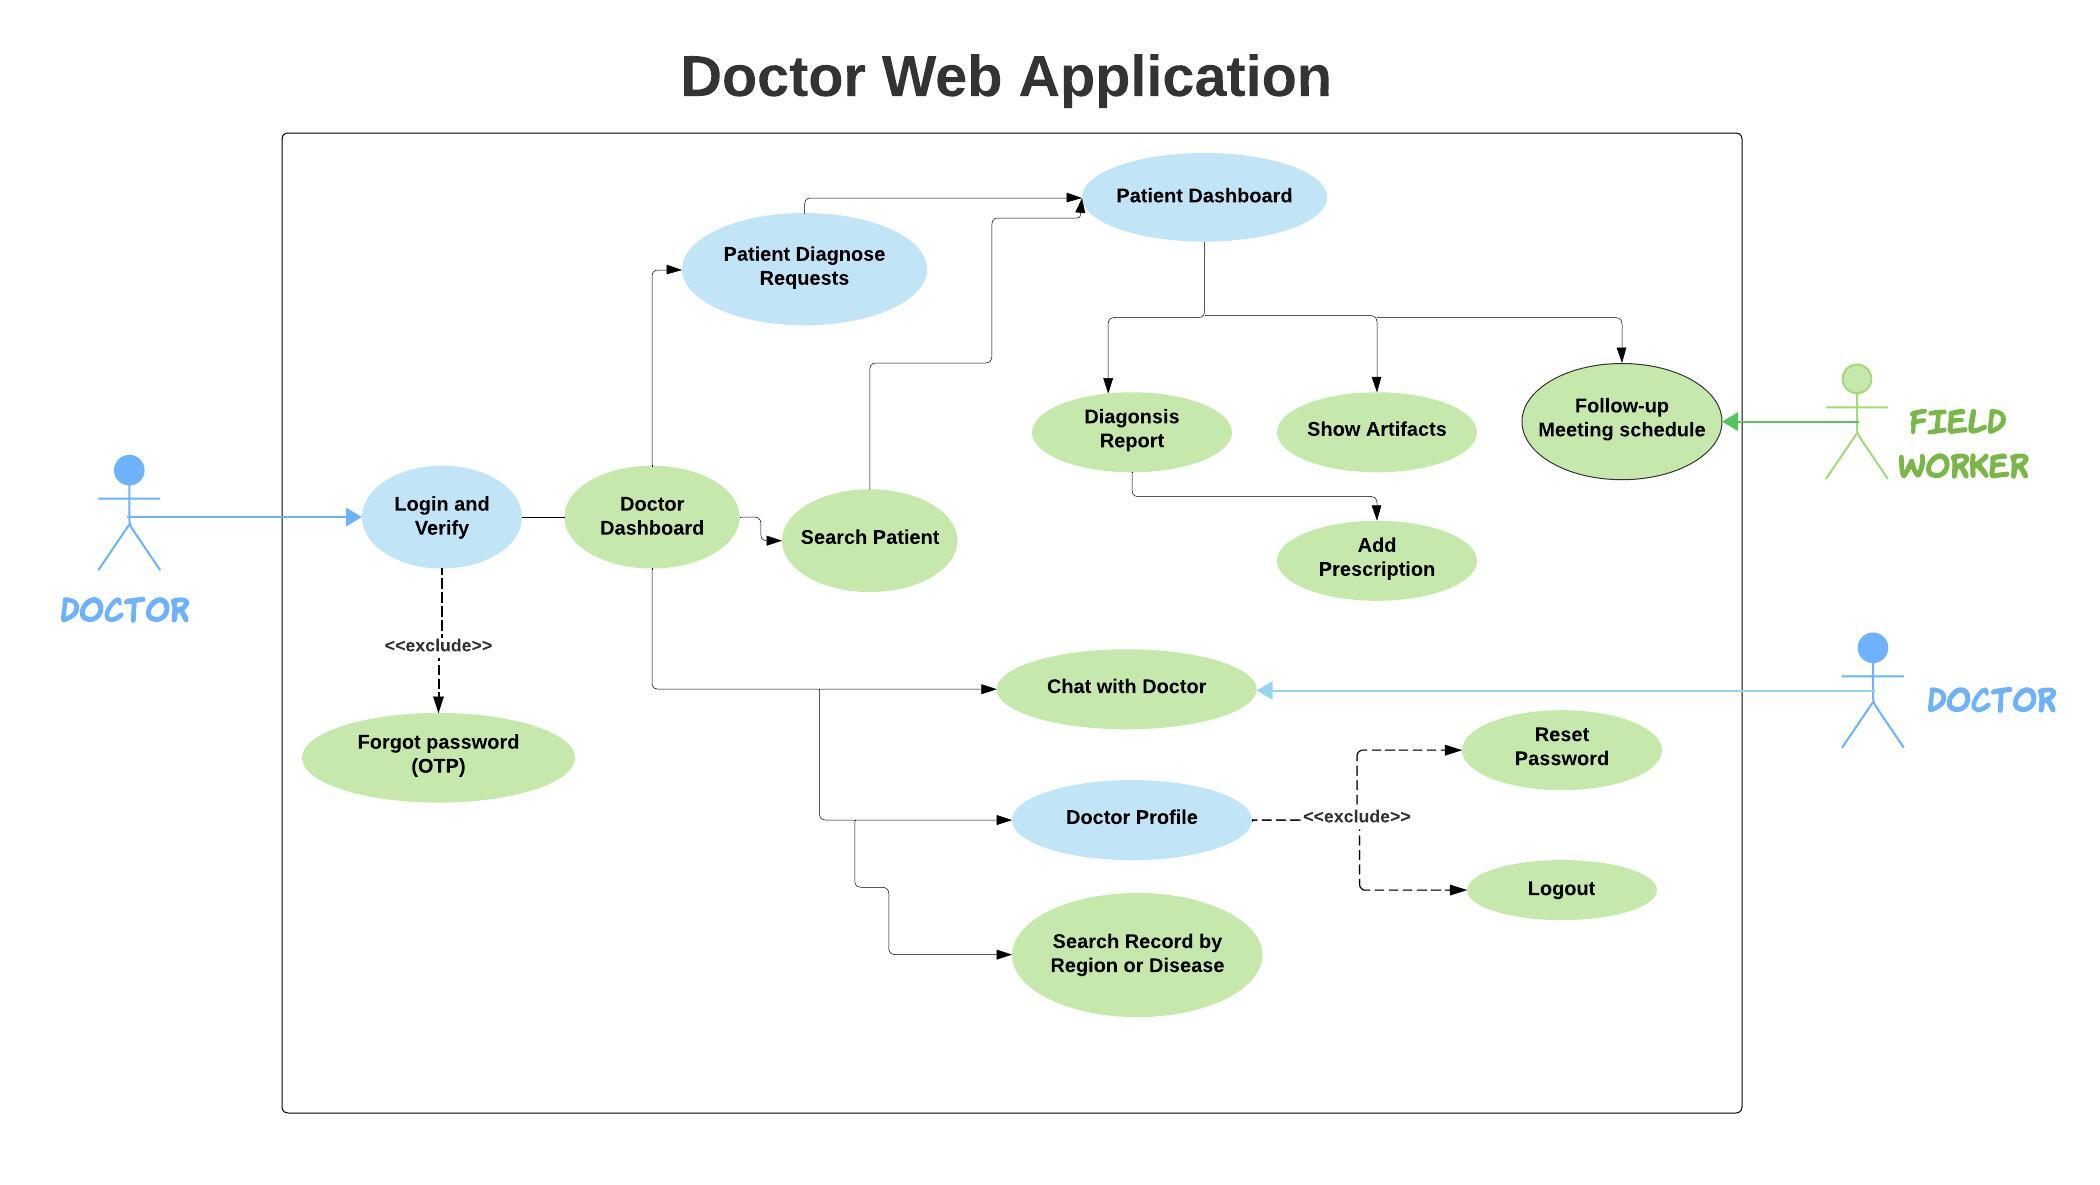 Doctor Web Application
Patient Dashboard
Patient Diagnose
Requests
Diagonsis
Report
Show Artifacts
Follow-up
Meeting schedule
FIELD
WORKER
Login and
Verify
Doctor
Dashboard
Search Patient
Add
Prescription
DOCTOR
<<exclude>>
Chat with Doctor
DOCTOR
Forgot password
(OTP)
Reset
Password
Doctor Profile
<<exclude>>
Logout
Search Record by
Region or Disease